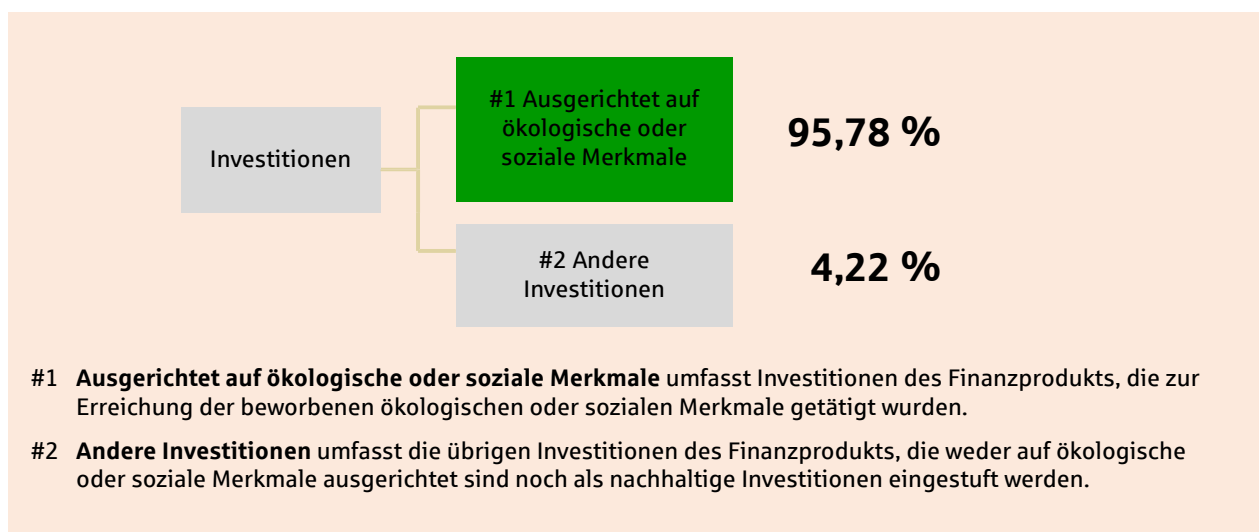 #1 Ausgerichtet auf
ökologische oder
soziale Merkmale
95,78 %
Investitionen
#2 Andere
Investitionen
4,22 %
#1 Ausgerichtet auf ökologische oder soziale Merkmale umfasst Investitionen des Finanzprodukts, die zur
Erreichung der beworbenen ökologischen oder sozialen Merkmale getätigt wurden.
#2 Andere Investitionen umfasst die übrigen Investitionen des Finanzprodukts, die weder auf ökologische
oder soziale Merkmale ausgerichtet sind noch als nachhaltige Investitionen eingestuft werden.